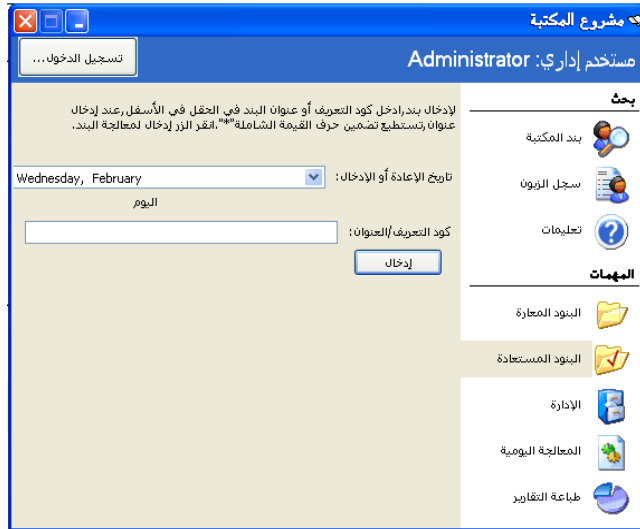 مشروع المكتبة
مستخدم إداري: Administrator
تسجيل الدخول...
بحث
بند المكتبة
سجل الزبون
تعليمات
المهمات
البنود المعارة
البنود المستعادة
الإدارة
المعالجة اليومية
طباعة التقارير
لإدخال بند,ادخل كود التعريف أو عنوان البند في الحقل في الأسفل,عند إدخال
عنوان,تستطيع تضمين حرف القيمة الشاملة"*".انقر الزر إدخال لمعالجة البند.
تاريخ الإعادة أو الإدخال:
Wednesday, February
اليوم
كود التعريف/العنوان:
إدخال